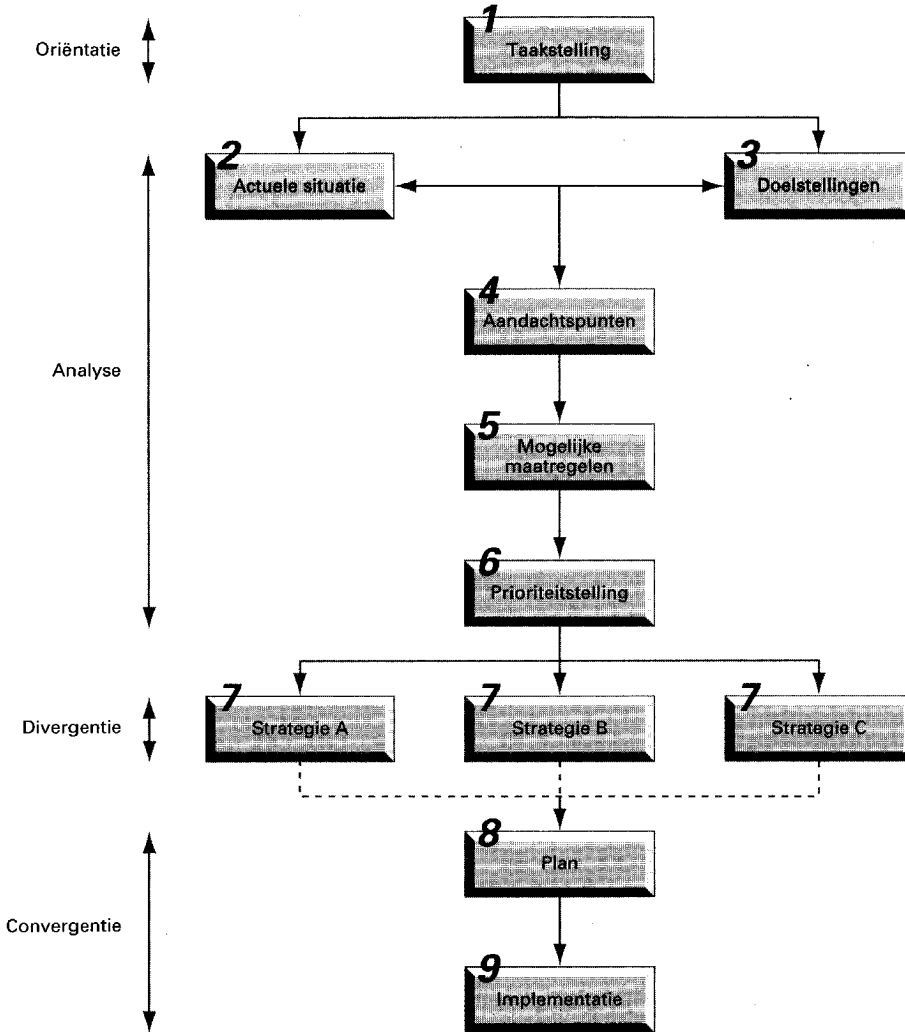 Oriëntatie
1
Taakstelling
2
Actuele situatie
3
Doelstellingen
4
Aandachtspunten
Analyse
5
Mogelijke
maatregelen
6
Prioriteitstelling
Divergentie
7
Strategie A
7
Strategie B
7
Strategie C
8
Plan
Convergentie
9
Implementatie